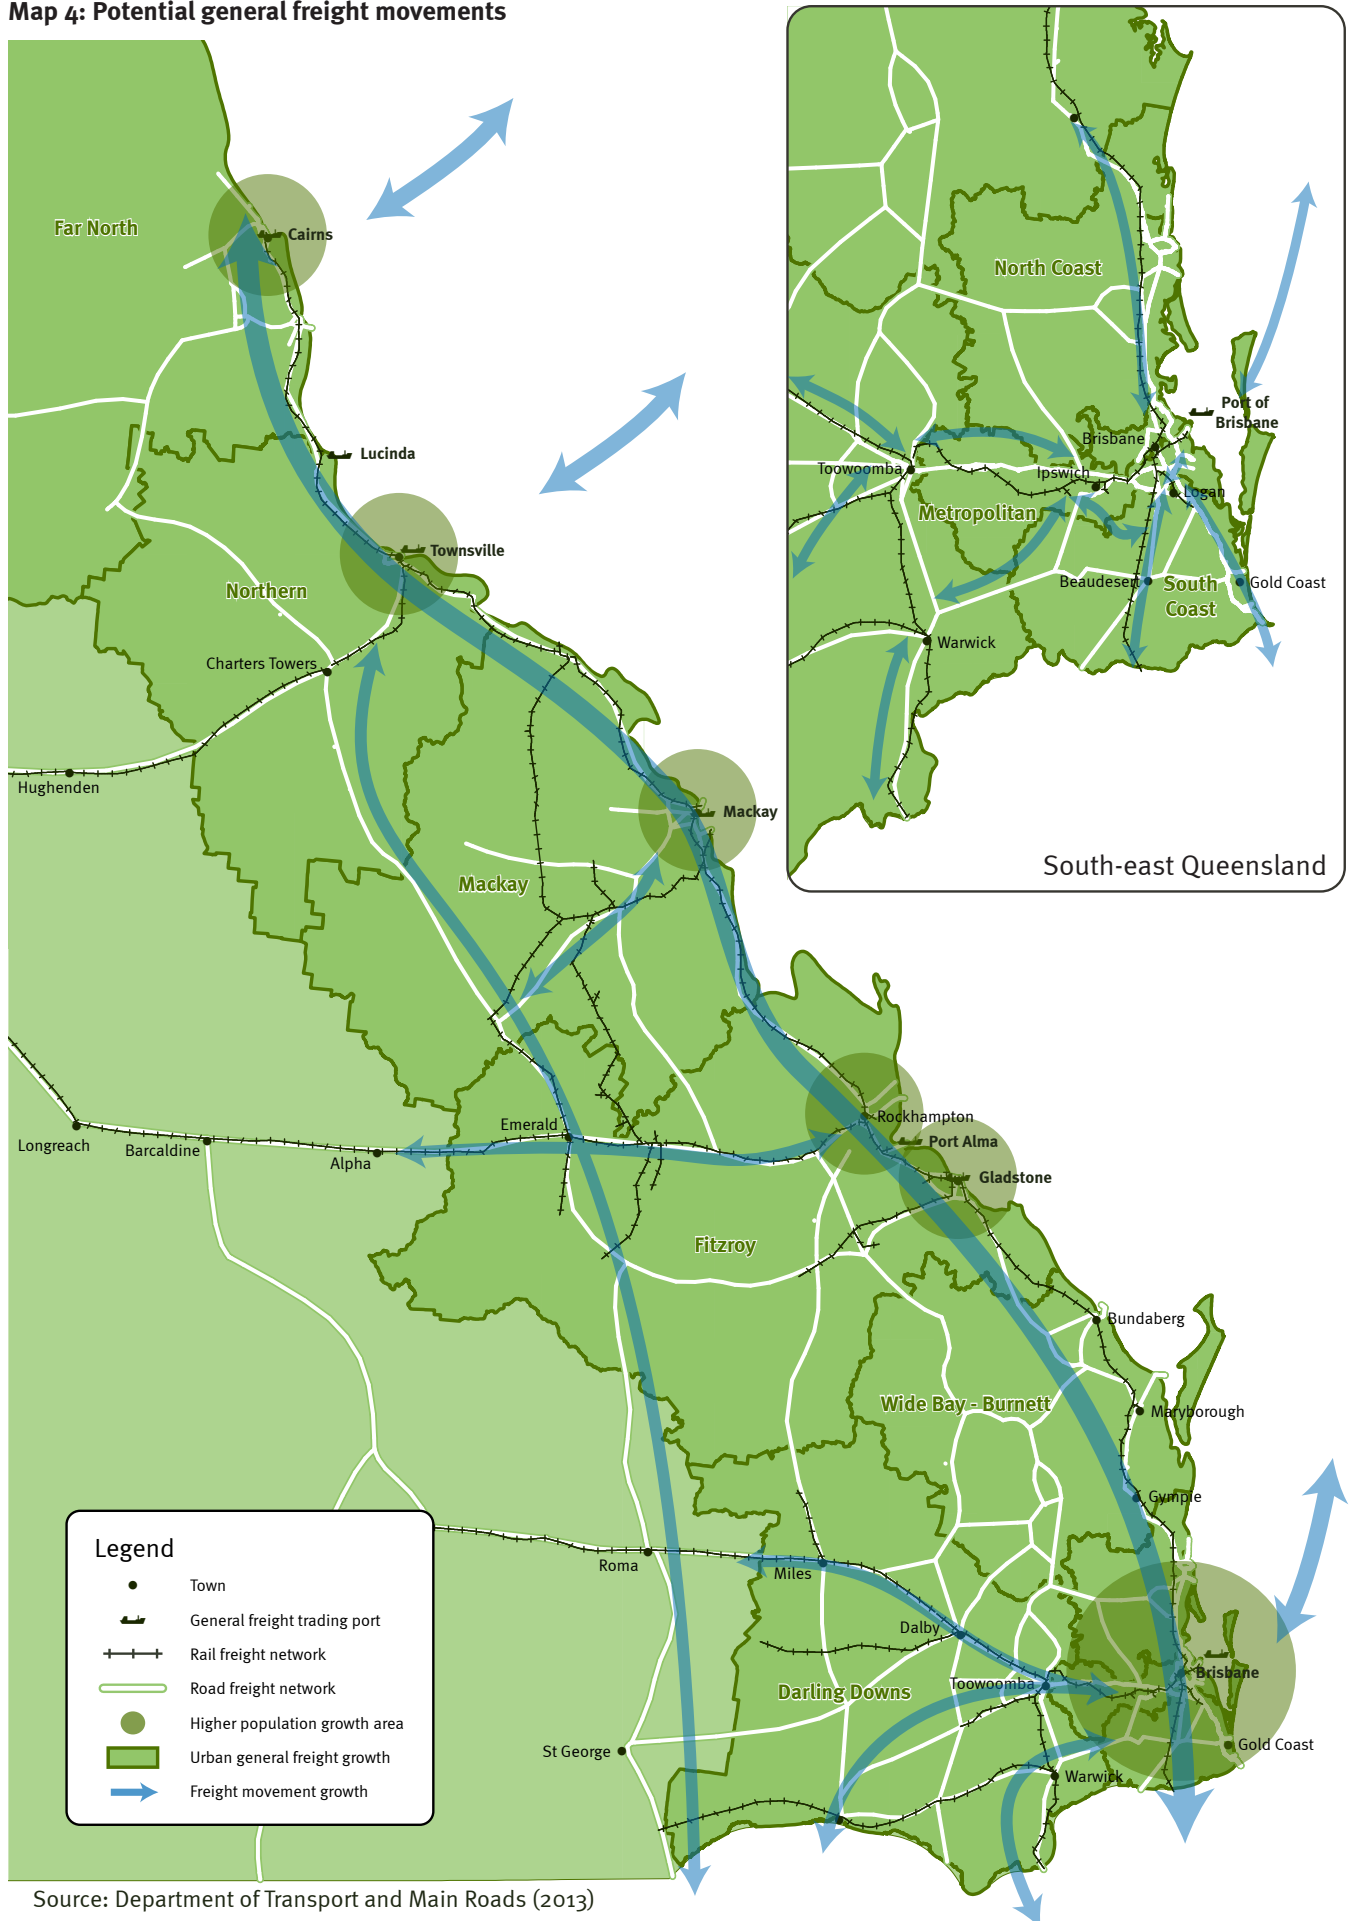 Map 4: Potential general freight movements
Far North
Cairns
Lucinda
Townsville
Northern
Charters Towers
Hughenden
Mackay
Mackay
Longreach
Barcaldine
Alpha
Emerald
Rockhampton
Port Alma
Gladstone
Fitzroy
Bundaberg
Wide Bay - Burnett
Maryborough
Gympie
Roma
Miles
Dalby
Toowoomba
Brisbane
Darling Downs
St George
Gold Coast
Warwick
North Coast
Port of
Brisbane
Brisbane
Toowoomba
Ipswich
Logan
Metropolitan
Beaudesert
South
Coast
Gold Coast
Warwick
South-east Queensland
Legend
Town
General freight trading port
Rail freight network
Road freight network
Higher population growth area
Urban general freight growth
Freight movement growth
Source: Department of Transport and Main Roads (2013)